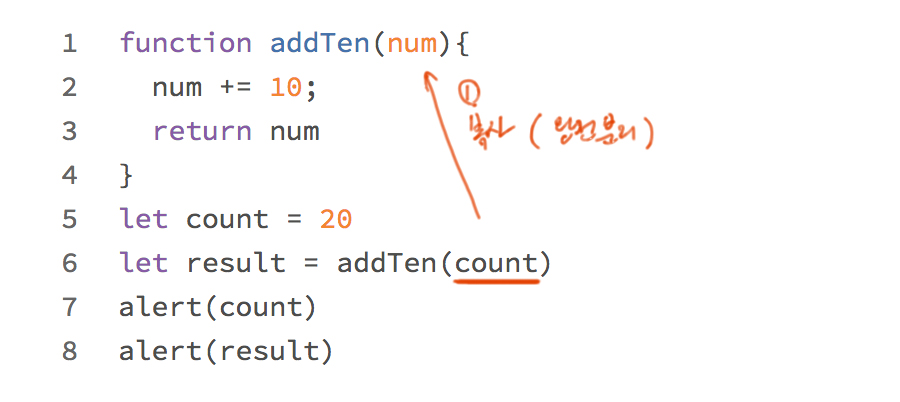 1 function addTen(num){
2 num += 10;
3 return num
4 }
5 let count = 20
6 let result = addTen(count)
7 alert(count)
8 alert(result)
①
복사 (완전분리)